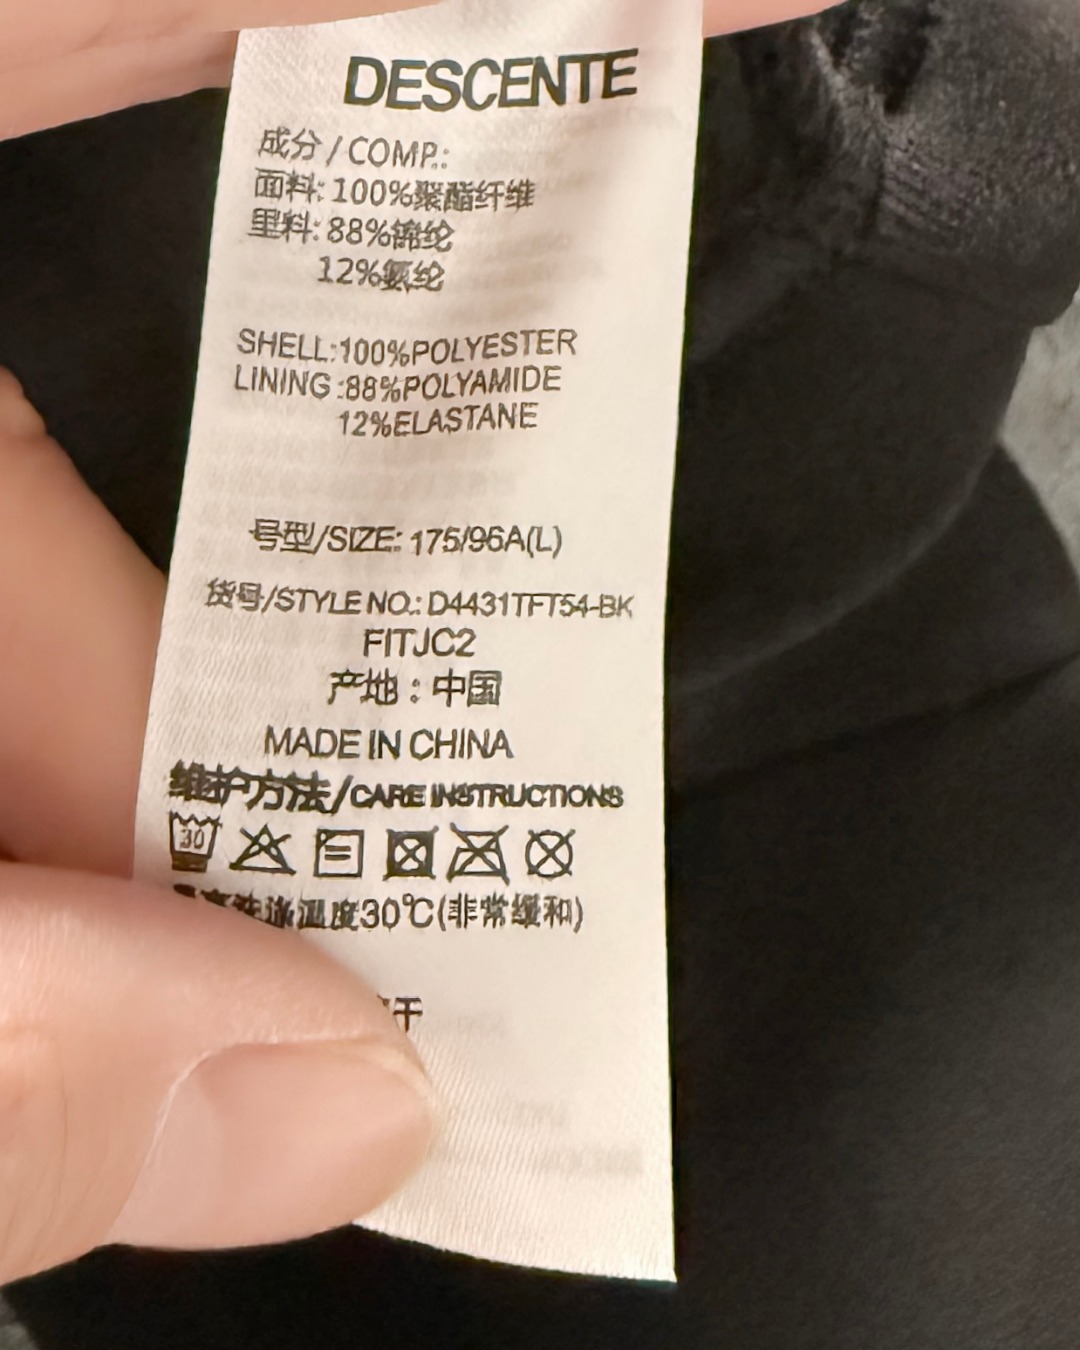 DESCENTE
成分/COMP.:
面料:100%聚酯纤维
里料:88%锦纶
12%氨纶
SHELL:100%POLYESTER
LINING:88%POLYAMIDE
12%ELASTANE
号型/SIZE: 175/96A(L)
货号/STYLE NO.: D4431TFT54-BK
FITJC2
产地：中国
MADE IN CHINA
维护方法/CARE INSTRUCTIONS
30
温度30℃(非常缓和)
干